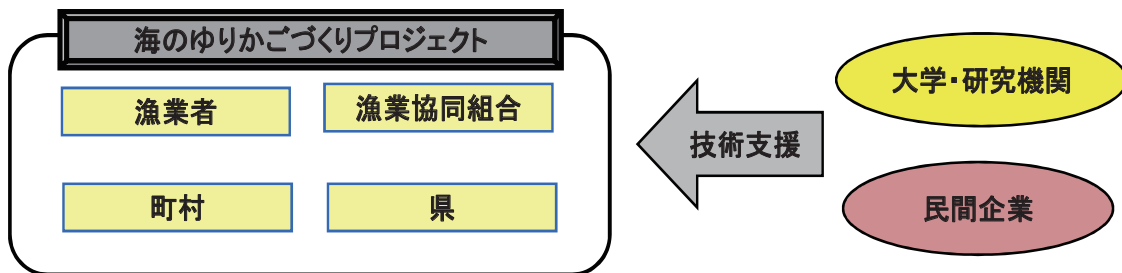 海のゆりかごづくりプロジェクト
漁業者
漁業協同組合
町村
県
技術支援
大学・研究機関
民間企業